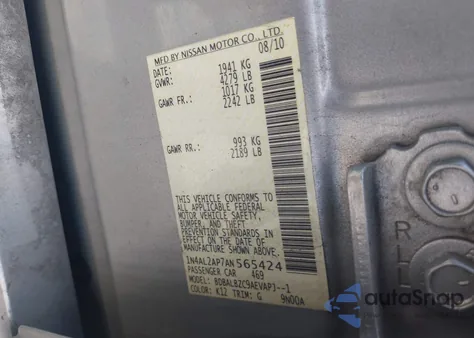 MFD BY NISSAN MOTOR CO., LTD.
DATE: 08/10
GVWR: 1941 KG
4279 LB
GAWR FR.: 1017 KG
2242 LB
GAWR RR.: 993 KG
2189 LB
THIS VEHICLE CONFORMS TO
ALL APPLICABLE FEDERAL
MOTOR VEHICLE SAFETY,
BUMPER, AND THEFT
PREVENTION STANDARDS
IN EFFECT ON THE DATE OF
MANUFACTURE SHOWN ABOVE.
1N4AL2AP7AN565424
PASSENGER CAR 469
MODEL: BDBALBZC9AEVAPJ--1
COLOR: K12 TRIM: G 9N00A
R
autoSnap